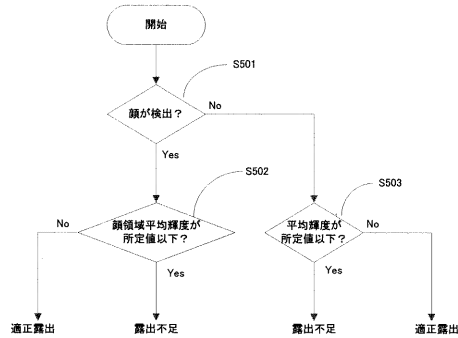 開始
S501
顔が検出？
No
Yes
S502
S503
No
顔領域平均輝度が
所定値以下？
平均輝度が
所定値以下？
No
Yes
Yes
適正露出
露出不足
露出不足
適正露出